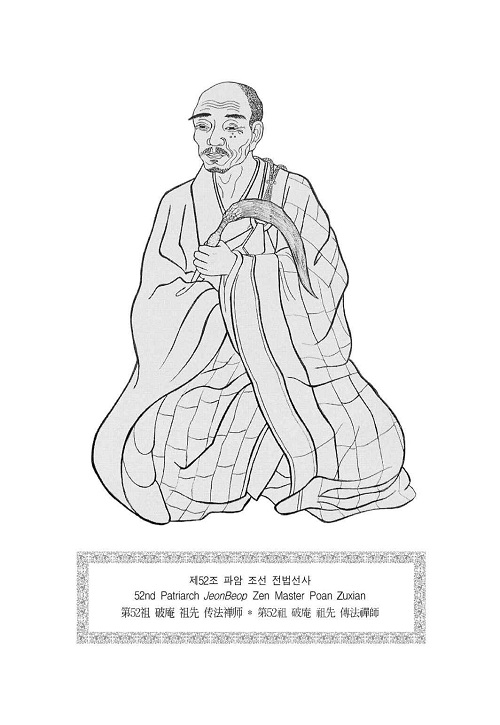 제52조 파암 조선 전법선사
52nd Patriarch JeonBeop Zen Master Poan Zuxian
第52祖 破庵 祖先 传法禅师 * 第52祖 破庵 祖先 傳法禪師